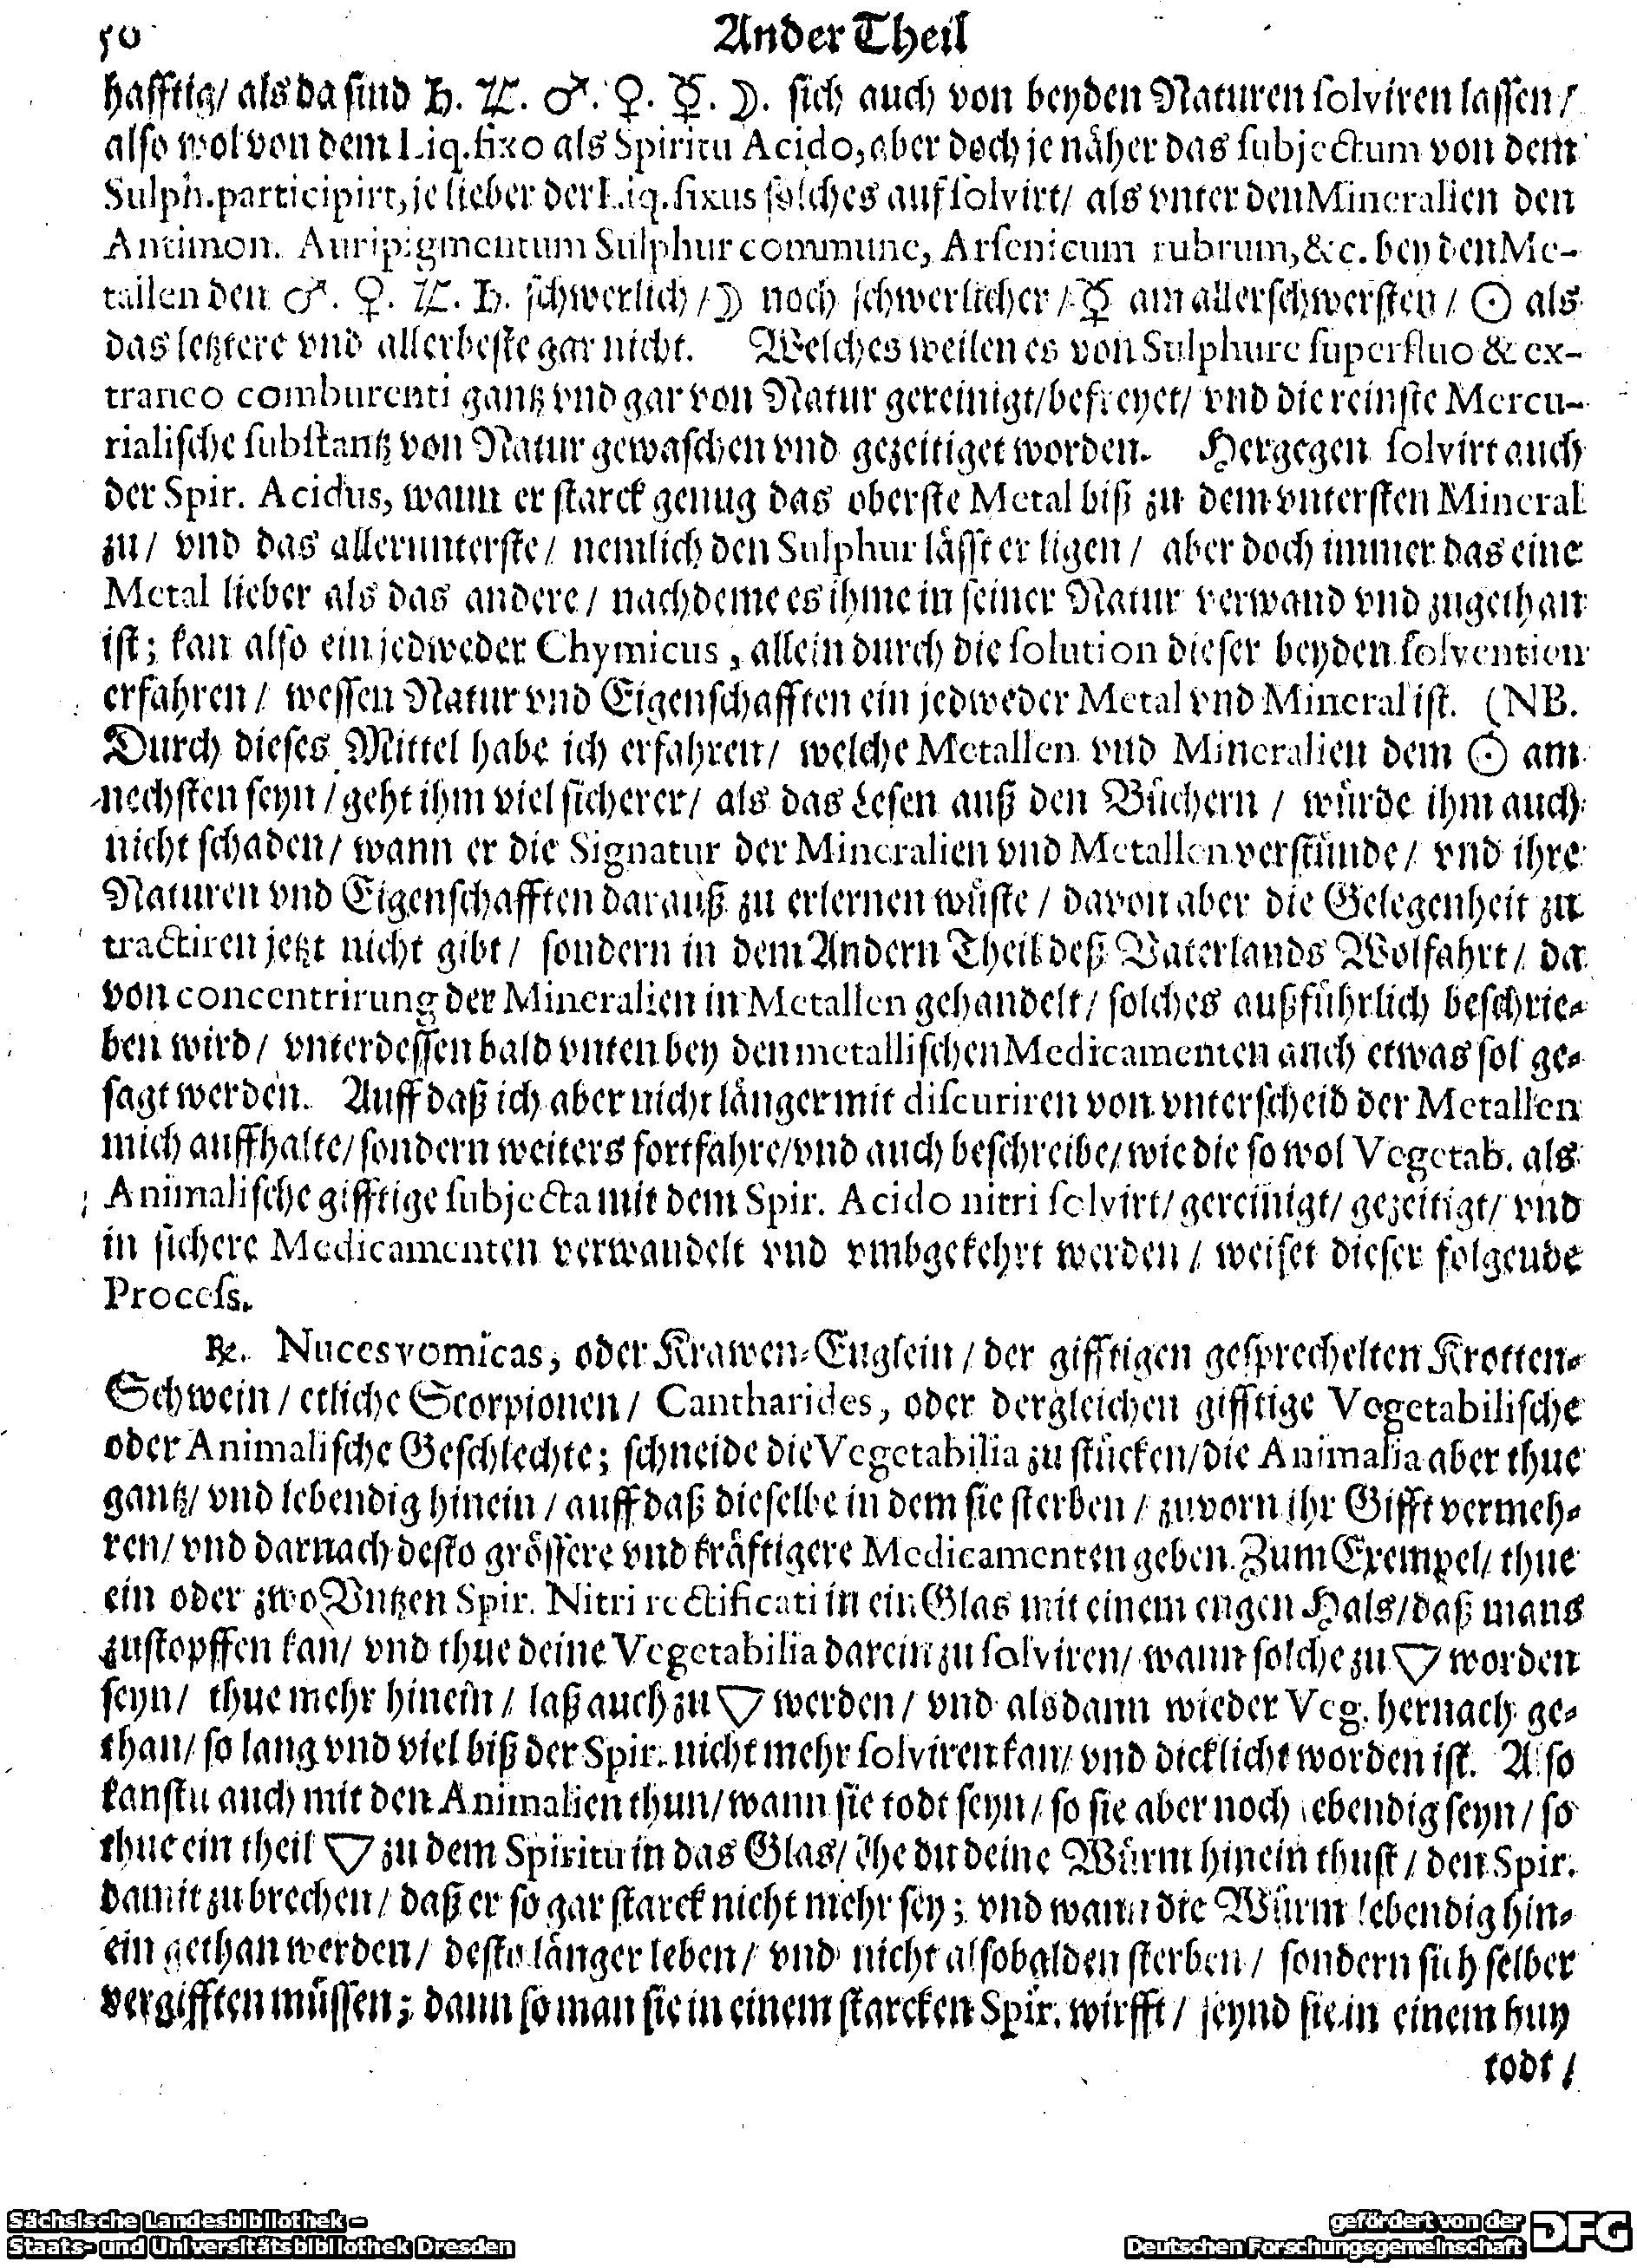 50 Ander Theil
hafftig/ als da sind ♄. ♃. ♂. ♀. ☿. ☽. sich auch von beyden Naturen solviren lassen/
also wol von dem Liq. fixo als Spiritu Acido, aber doch je näher das subjectum von dem
Sulph. participirt, je lieber der Liq. fixus solches aufsolvirt/ als vnter den Mineralien den
Antimon. Auripigmentum Sulphur commune, Arsenicum rubrum, &c. bey den Me-
tallen den ♂. ♀. ♃. ♄. schwerlich/ ☽ noch schwerlicher/ ☿ am allerschwersten/ ☉ als
das letztere vnd allerbeste gar nicht. Welches weilen es von Sulphure superfluo & ex-
traneo comburenti gantz vnd gar von Natur gereinigt/ befreyet/ vnd die reinste Mercu-
rialische substantz von Natur gewaschen vnd gezeitiget worden. Hergegen solvirt auch
der Spir. Acidus, wann er starck genug das oberste Metal biß zu dem vntersten Mineral
zu/ vnd das allerunterste/ nemlich den Sulphur lässt er ligen/ aber doch immer das eine
Metal lieber als das andere/ nachdeme es ihme in seiner Natur verwand vnd zugethan
ist; kan also ein jedweder Chymicus, allein durch die solution dieser beyden solventien
erfahren/ wessen Natur vnd Eigenschafften ein jedweder Metal vnd Mineral ist. (NB.
Durch dieses Mittel habe ich erfahren/ welche Metallen vnd Mineralien dem ☉ am
nechsten seyn/ geht ihm viel sicherer/ als das Lesen auß den Büchern/ würde ihm auch
nicht schaden/ wann er die Signatur der Mineralien vnd Metallen verstünde/ vnd ihre
Naturen vnd Eigenschafften darauß zu erlernen wüste/ davon aber die Gelegenheit zu
tractiren jetzt nicht gibt/ sondern in dem Andern Theil deß Vaterlands Wolfahrt/ da
von concentrirung der Mineralien in Metallen gehandelt/ solches außführlich beschrie-
ben wird/ vnterdessen bald vnten bey den metallischen Medicamenten auch etwas sol ge-
sagt werden. Auff daß ich aber nicht länger mit discuriren von vnterscheid der Metallen
mich auffhalte/ sondern weiters fortfahre/ vnd auch beschreibe/ wie die so wol Vegetab. als
Animalische gifftige subjecta mit dem Spir. Acido nitri solvirt/ gereinigt/ gezeitigt/ vnd
in sichere Medicamenten verwandelt vnd vmbgekehrt werden/ weiset dieser folgende
Process.
℞. Nuces vomicas, oder Krawen-Euglein/ der gifftigen gesprechelten Krotten-
Schwein/ etliche Scorpionen/ Cantharides, oder dergleichen gifftige Vegetabilische
oder Animalische Geschlechte; schneide die Vegetabilia zu stücken/ die Animalia aber thue
gantz/ vnd lebendig hinein/ auff daß dieselbe in dem sie sterben/ zuvorn ihr Gifft vermeh-
ren/ vnd darnach desto grössere vnd kräftigere Medicamenten geben. Zum Exempel/ thue
ein oder zwo Vntzen Spir. Nitri rectificati in ein Glas mit einem engen Hals/ daß mans
zustopffen kan/ vnd thue deine Vegetabilia darein zu solviren/ wann solche zu ▽ worden
seyn/ thue mehr hinein/ laß auch zu ▽ werden/ vnd alsdann wieder Veg. hernach ge-
than/ so lang vnd viel biß der Spir. nicht mehr solviren kan/ vnd dicklicht worden ist. Also
kanstu auch mit den Animalien thun/ wann sie todt seyn/ so sie aber noch lebendig seyn/ so
thue ein theil ▽ zu dem Spiritu in das Glas/ ehe du deine Würm hinein thust/ den Spir.
damit zu brechen/ daß er so gar starck nicht mehr sey; vnd wann die Würm lebendig hin-
ein gethan werden/ desto länger leben/ vnd nicht alsobalden sterben/ sondern sich selber
vergifften müssen; dann so man sie in einem starcken Spir. wirfft/ seynd sie in einem huy
todt/
Sächsische Landesbibliothek –
Staats- und Universitätsbibliothek Dresden
gefördert von der
Deutschen Forschungsgemeinschaft DFG